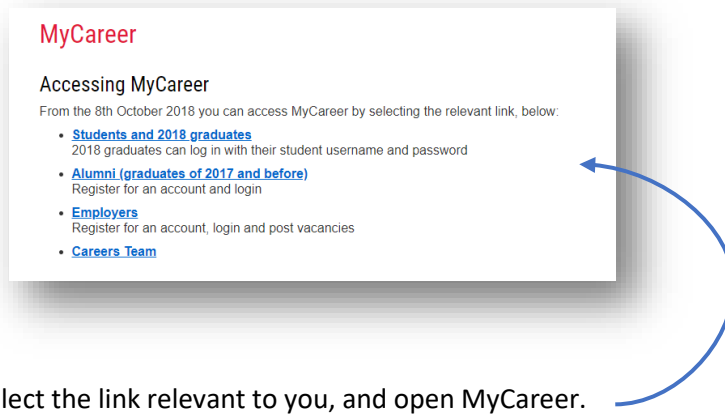 MyCareer
Accessing MyCareer
From the 8th October 2018 you can access MyCareer by selecting the relevant link, below:
• Students and 2018 graduates
2018 graduates can log in with their student username and password
• Alumni (graduates of 2017 and before)
Register for an account and login
• Employers
Register for an account, login and post vacancies
• Careers Team
lect the link relevant to you, and open MyCareer.